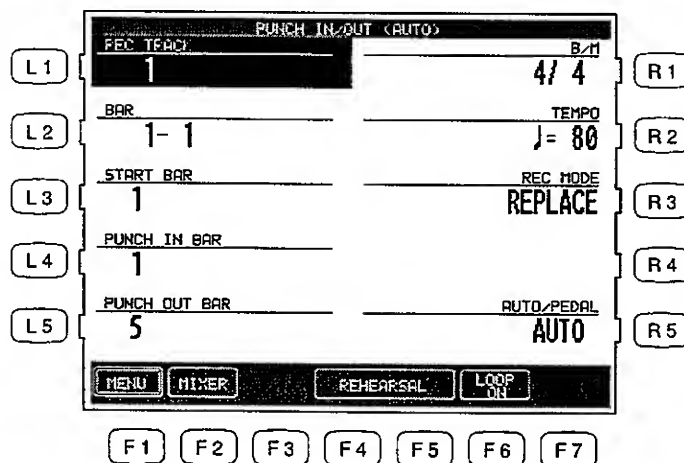 PUNCH IN/OUT (AUTO)
L1 REC TRACK B/M R1
1 4/ 4
L2 BAR TEMPO R2
1- 1 ♩= 80
L3 START BAR REC MODE R3
1 REPLACE
L4 PUNCH IN BAR R4
1
L5 PUNCH OUT BAR AUTO/PEDAL R5
5 AUTO
MENU MIXER REHEARSAL LOOP ON
F1 F2 F3 F4 F5 F6 F7